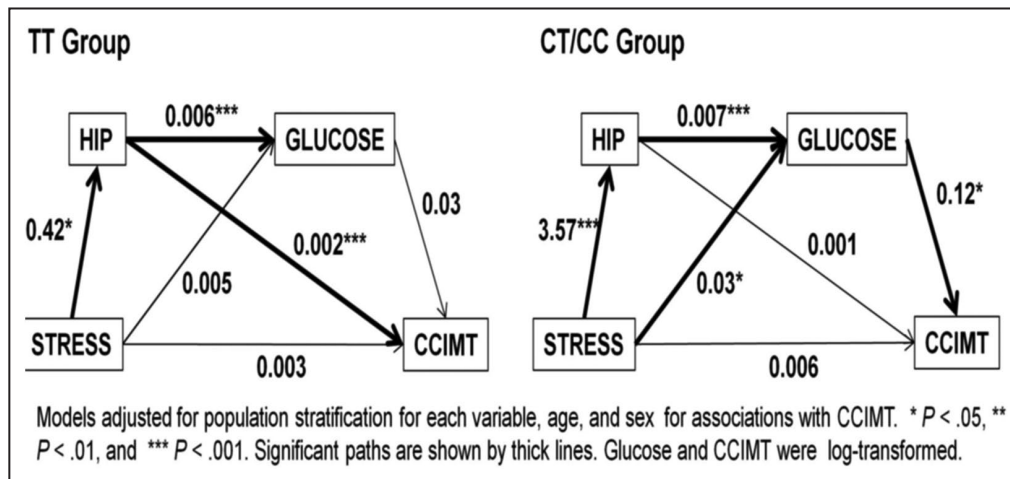 TT Group
CT/CC Group
0.006***
HIP
GLUCOSE
0.42*
0.03
0.002***
0.005
STRESS
CCIMT
0.003
0.007***
HIP
GLUCOSE
3.57***
0.12*
0.001
0.03*
STRESS
CCIMT
0.006
Models adjusted for population stratification for each variable, age, and sex for associations with CCIMT. * P < .05, **
P < .01, and *** P < .001. Significant paths are shown by thick lines. Glucose and CCIMT were log-transformed.